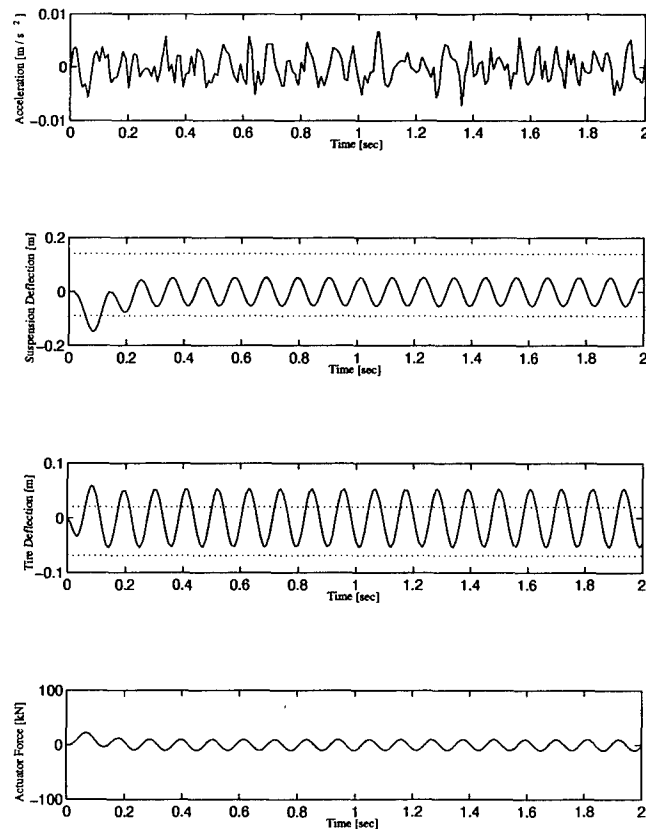 0.01
0
−0.01
Acceleration [m / s 2 ]
0 0.2 0.4 0.6 0.8 1 1.2 1.4 1.6 1.8 2
Time [sec]
0.2
0
−0.2
Suspension Deflection [m]
0 0.2 0.4 0.6 0.8 1 1.2 1.4 1.6 1.8 2
Time [sec]
0.1
0
−0.1
Tire Deflection [m]
0 0.2 0.4 0.6 0.8 1 1.2 1.4 1.6 1.8 2
Time [sec]
100
0
−100
Actuator Force [kN]
0 0.2 0.4 0.6 0.8 1 1.2 1.4 1.6 1.8 2
Time [sec]